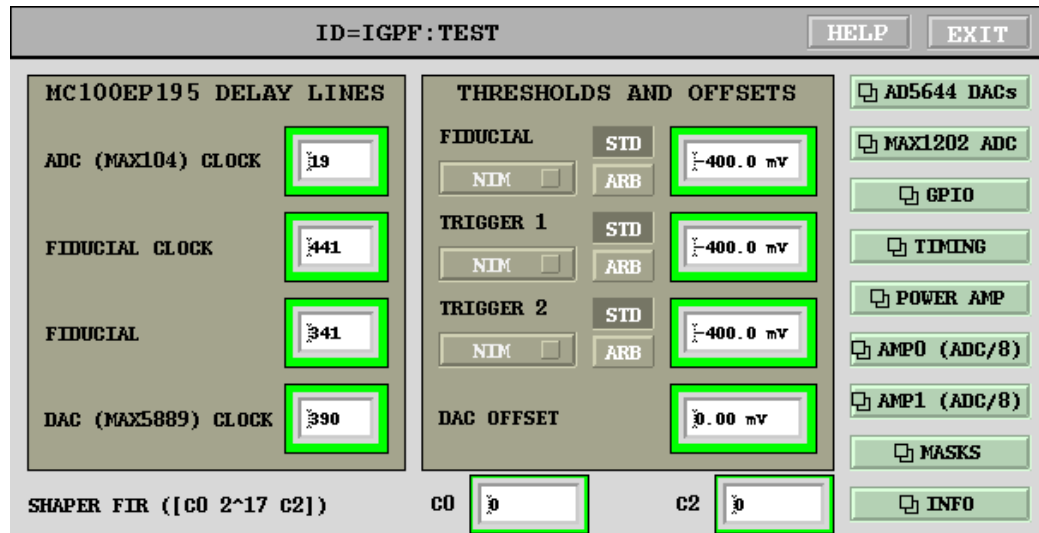 ID=IGPF:TEST
HELP
EXIT
MC100EP195 DELAY LINES
ADC (MAX104) CLOCK
19
FIDUCIAL CLOCK
441
FIDUCIAL
341
DAC (MAX5889) CLOCK
390
THRESHOLDS AND OFFSETS
FIDUCIAL
STD
NIM
ARB
-400.0 mV
TRIGGER 1
STD
NIM
ARB
-400.0 mV
TRIGGER 2
STD
NIM
ARB
-400.0 mV
DAC OFFSET
0.00 mV
AD5644 DACs
MAX1202 ADC
GPIO
TIMING
POWER AMP
AMP0 (ADC/8)
AMP1 (ADC/8)
MASKS
INFO
SHAPER FIR ([C0 2^17 C2])
C0
0
C2
0